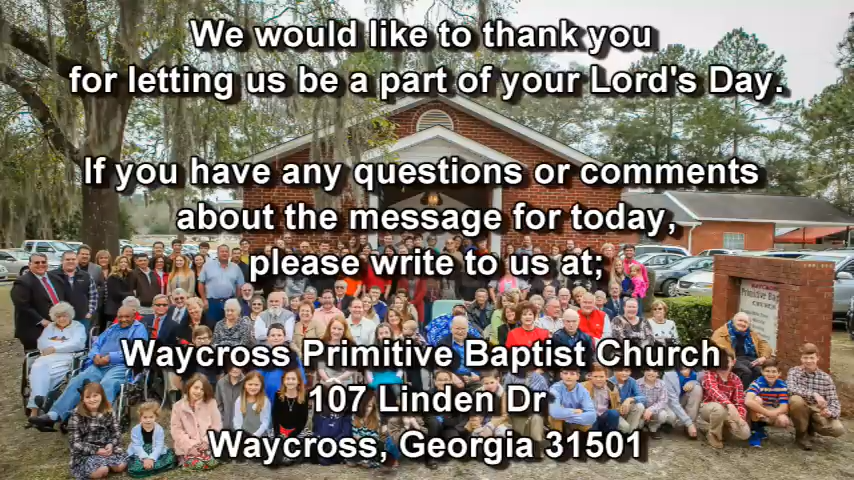 We would like to thank you
for letting us be a part of your Lord's Day.
If you have any questions or comments
about the message for today,
please write to us at;
Waycross Primitive Baptist Church
107 Linden Dr
Waycross, Georgia 31501
Primitive Baptist